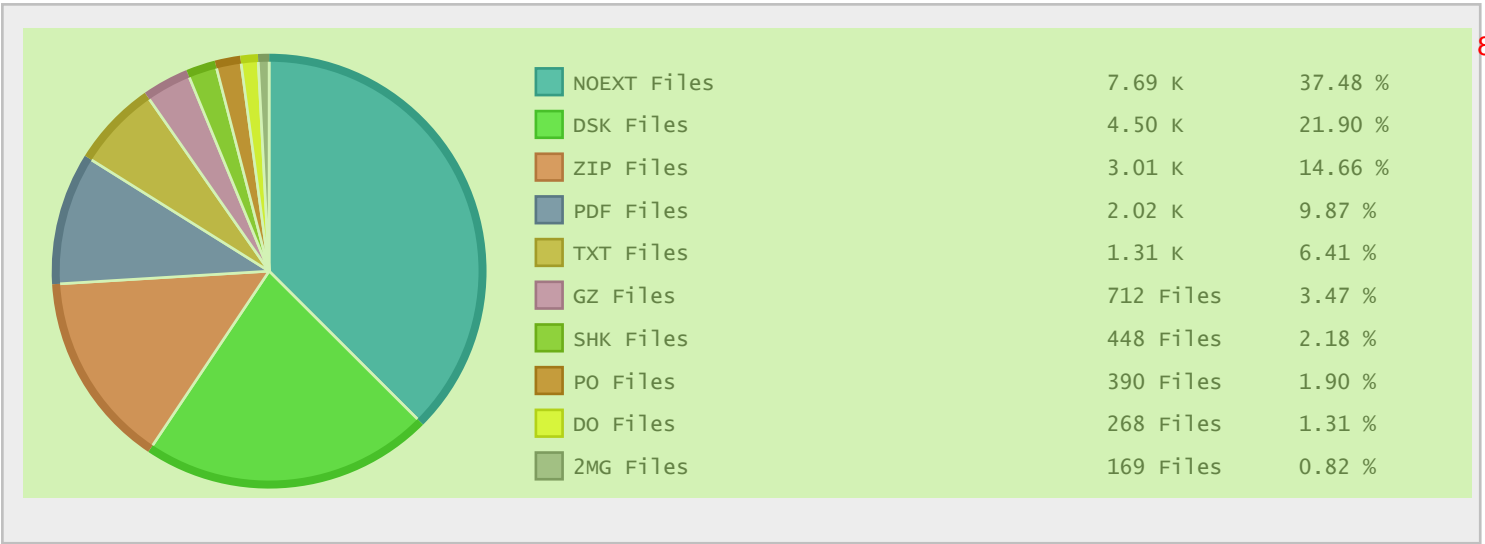 NOEXT Files 7.69 K 37.48 %
DSK Files 4.50 K 21.90 %
ZIP Files 3.01 K 14.66 %
PDF Files 2.02 K 9.87 %
TXT Files 1.31 K 6.41 %
GZ Files 712 Files 3.47 %
SHK Files 448 Files 2.18 %
PO Files 390 Files 1.90 %
DO Files 268 Files 1.31 %
2MG Files 169 Files 0.82 %